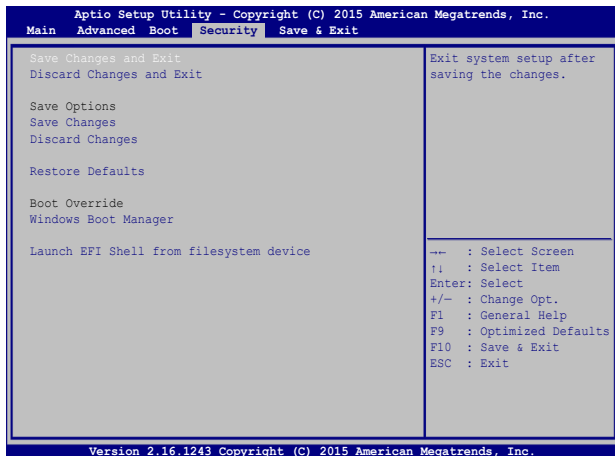 Aptio Setup Utility - Copyright (C) 2015 American Megatrends, Inc.
Main Advanced Boot Security Save & Exit
Save Changes and Exit
Discard Changes and Exit
Save Options
Save Changes
Discard Changes
Restore Defaults
Boot Override
Windows Boot Manager
Launch EFI Shell from filesystem device
Exit system setup after
saving the changes.
→← : Select Screen
↑↓ : Select Item
Enter: Select
+/— : Change Opt.
F1 : General Help
F9 : Optimized Defaults
F10 : Save & Exit
ESC : Exit
Version 2.16.1243 Copyright (C) 2015 American Megatrends, Inc.